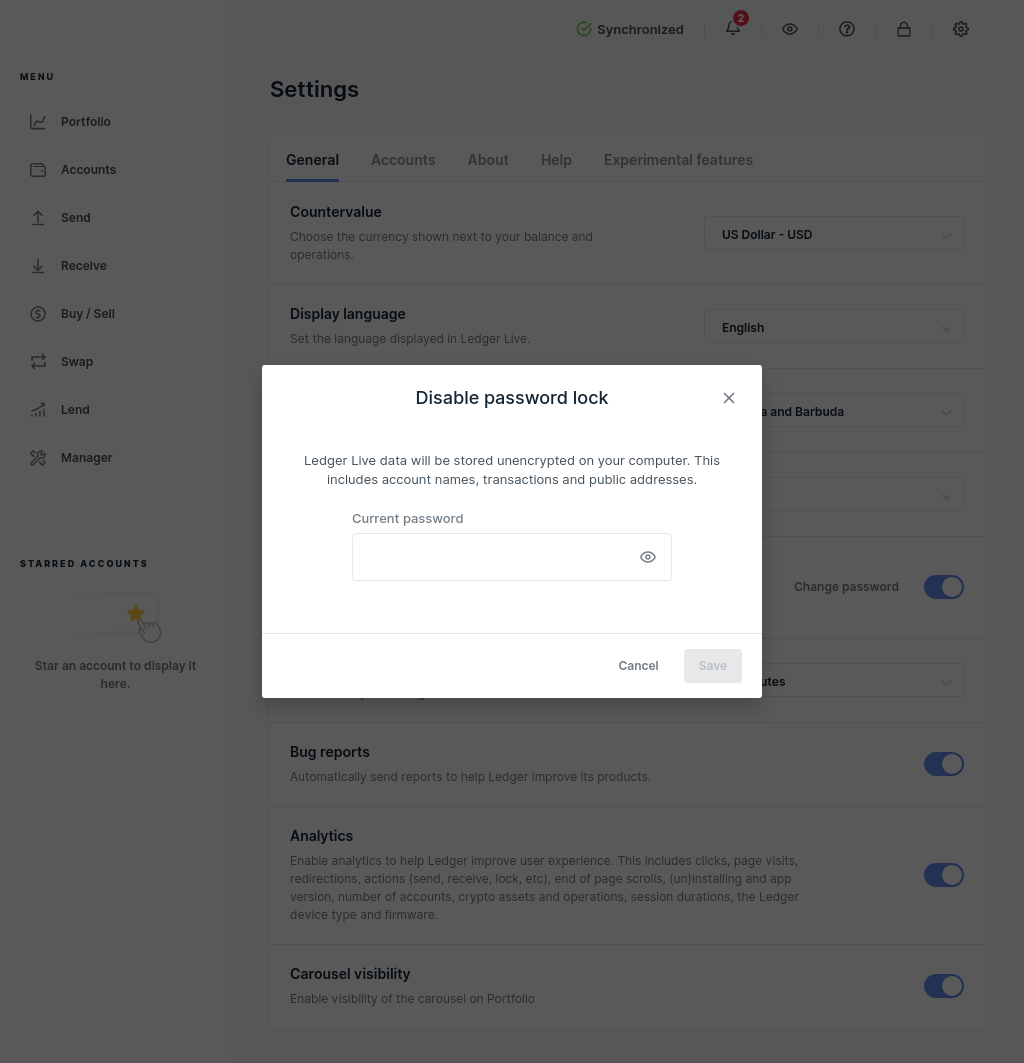 Synchronized
2
MENU
Settings
Portfolio
Accounts
Send
Receive
Buy / Sell
Swap
Lend
Manager
STARRED ACCOUNTS
Star an account to display it
here.
General Accounts About Help Experimental features
Countervalue
Choose the currency shown next to your balance and
operations.
US Dollar - USD
Display language
Set the language displayed in Ledger Live.
English
and Barbuda
Disable password lock
Ledger Live data will be stored unencrypted on your computer. This
includes account names, transactions and public addresses.
Current password
Cancel
Save
Change password
Bug reports
Automatically send reports to help Ledger improve its products.
Analytics
Enable analytics to help Ledger improve user experience. This includes clicks, page visits,
redirections, actions (send, receive, lock, etc), end of page scrolls, (un)installing and app
version, number of accounts, crypto assets and operations, session durations, the Ledger
device type and firmware.
Carousel visibility
Enable visibility of the carousel on Portfolio